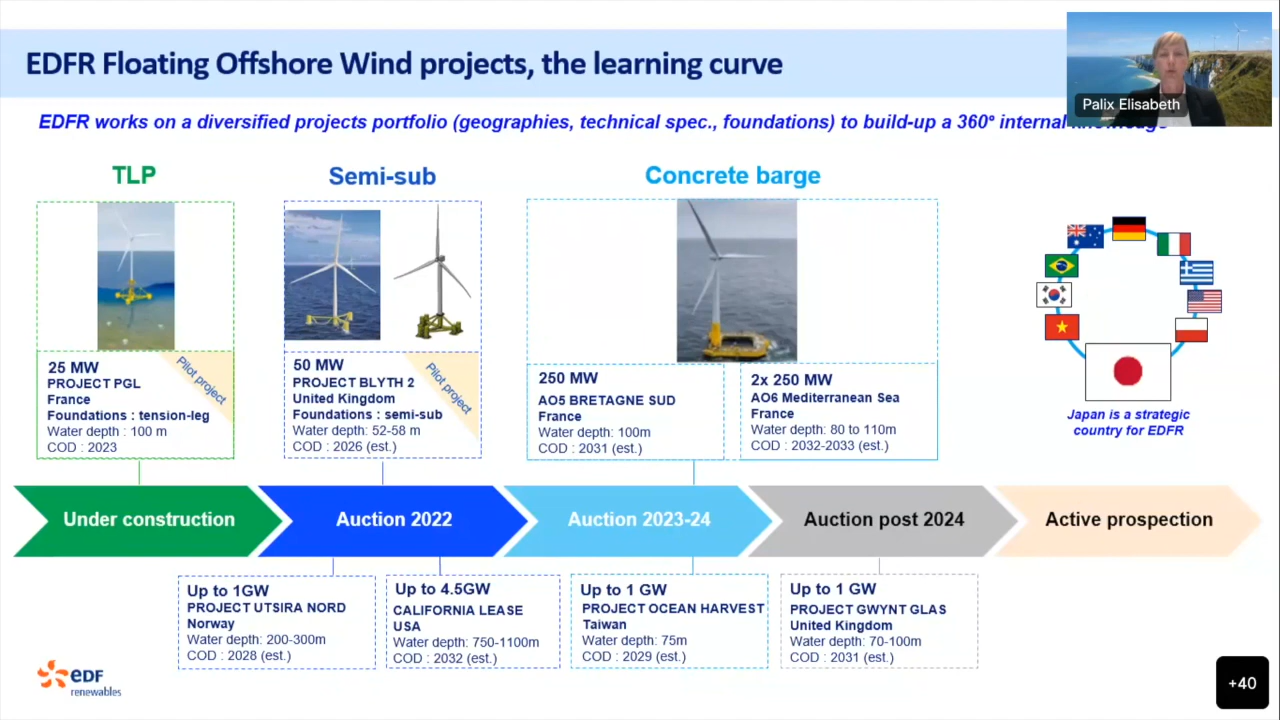 EDFR Floating Offshore Wind projects, the learning curve
Palix Elisabeth
EDFR works on a diversified projects portfolio (geographies, technical spec., foundations) to build-up a 360° internal knowledge
TLP
Semi-sub
Concrete barge
25 MW
PROJECT PGL
France
Foundations : tension-leg
Water depth : 100 m
COD : 2023
Pilot project
50 MW
PROJECT BLYTH 2
United Kingdom
Foundations : semi-sub
Water depth: 52-58 m
COD : 2026 (est.)
Pilot project
250 MW
AO5 BRETAGNE SUD
France
Water depth: 100m
COD : 2031 (est.)
2x 250 MW
AO6 Mediterranean Sea
France
Water depth: 80 to 110m
COD : 2032-2033 (est.)
Japan is a strategic
country for EDFR
Under construction
Auction 2022
Auction 2023-24
Auction post 2024
Active prospection
Up to 1GW
PROJECT UTSIRA NORD
Norway
Water depth: 200-300m
COD : 2028 (est.)
Up to 4.5GW
CALIFORNIA LEASE
USA
Water depth: 750-1100m
COD : 2032 (est.)
Up to 1 GW
PROJECT OCEAN HARVEST
Taiwan
Water depth: 75m
COD : 2029 (est.)
Up to 1 GW
PROJECT GWYNT GLAS
United Kingdom
Water depth: 70-100m
COD : 2031 (est.)
eDF
renewables
+40